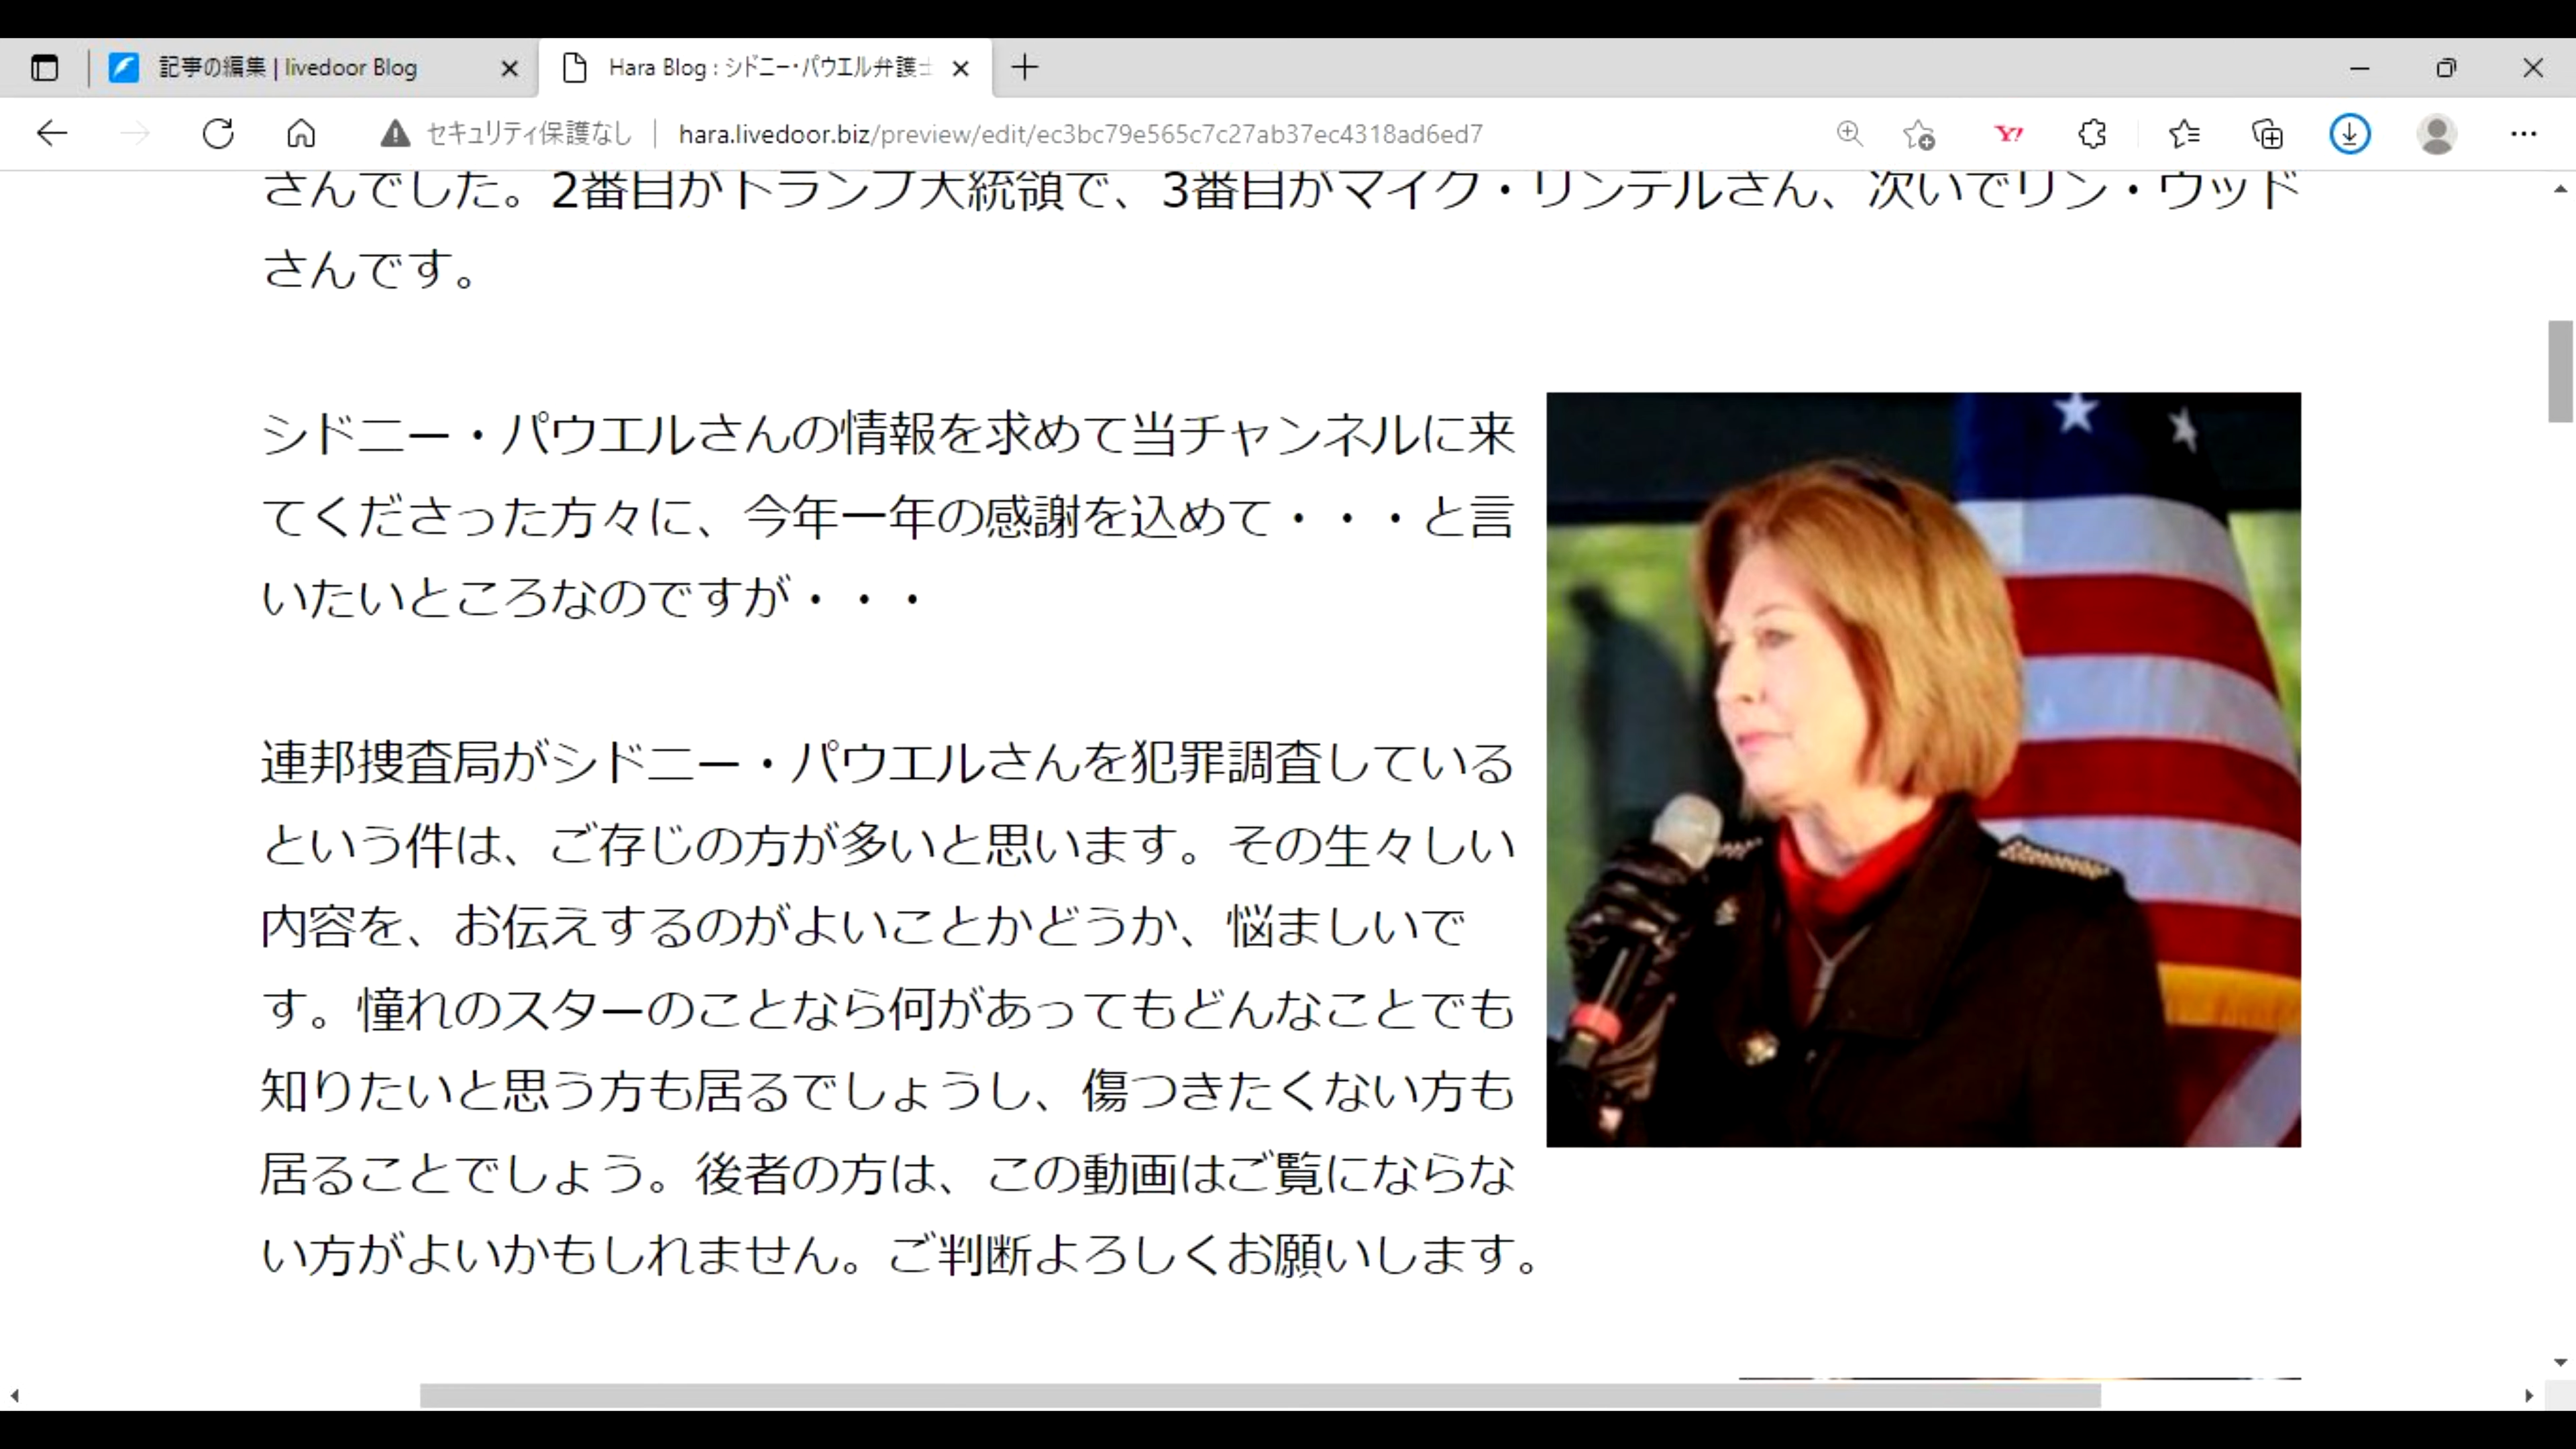 記事の編集 | livedoor Blog
Hara Blog : シドニー・パウエル弁護士
セキュリティ保護なし
hara.livedoor.biz/preview/edit/ec3bc79e565c7c27ab37ec4318ad6ed7
Y!
さんでした。2番目がトランプ大統領で、3番目がマイク・リンデルさん、次いでリン・ウッド
さんです。
シドニー・パウエルさんの情報を求めて当チャンネルに来
てくださった方々に、今年一年の感謝を込めて・・・と言
いたいところなのですが・・・
連邦捜査局がシドニー・パウエルさんを犯罪調査している
という件は、ご存じの方が多いと思います。その生々しい
内容を、お伝えするのがよいことかどうか、悩ましいで
す。憧れのスターのことなら何があってもどんなことでも
知りたいと思う方も居るでしょうし、傷つきたくない方も
居ることでしょう。後者の方は、この動画はご覧にならな
い方がよいかもしれません。ご判断よろしくお願いします。